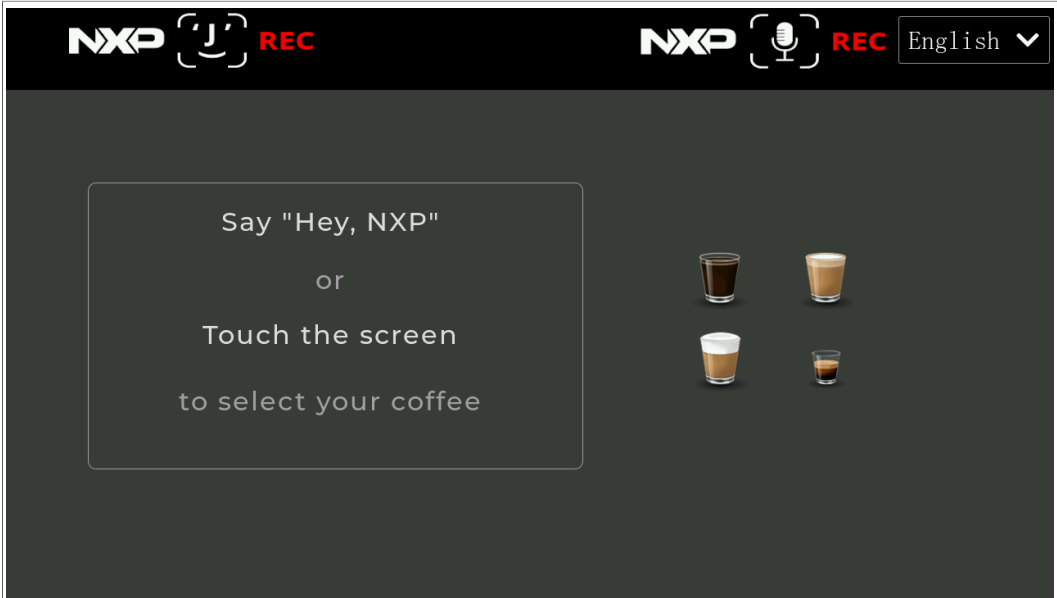 NXP REC
NXP REC English
Say "Hey, NXP"
or
Touch the screen
to select your coffee